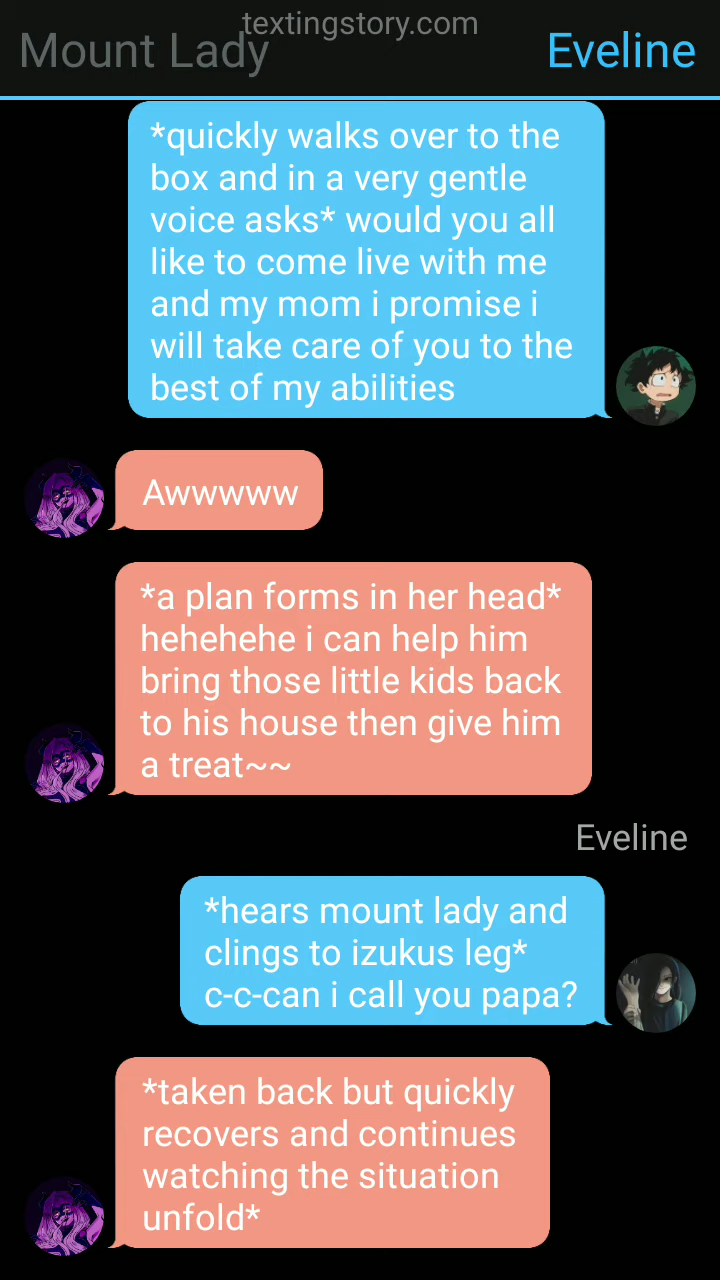 textingstory.com
Mount Lady
Eveline
*quickly walks over to the
box and in a very gentle
voice asks* would you all
like to come live with me
and my mom i promise i
will take care of you to the
best of my abilities
Awwwww
*a plan forms in her head*
hehehehe i can help him
bring those little kids back
to his house then give him
a treat~~
Eveline
*hears mount lady and
clings to izukus leg*
c-c-can i call you papa?
*taken back but quickly
recovers and continues
watching the situation
unfold*